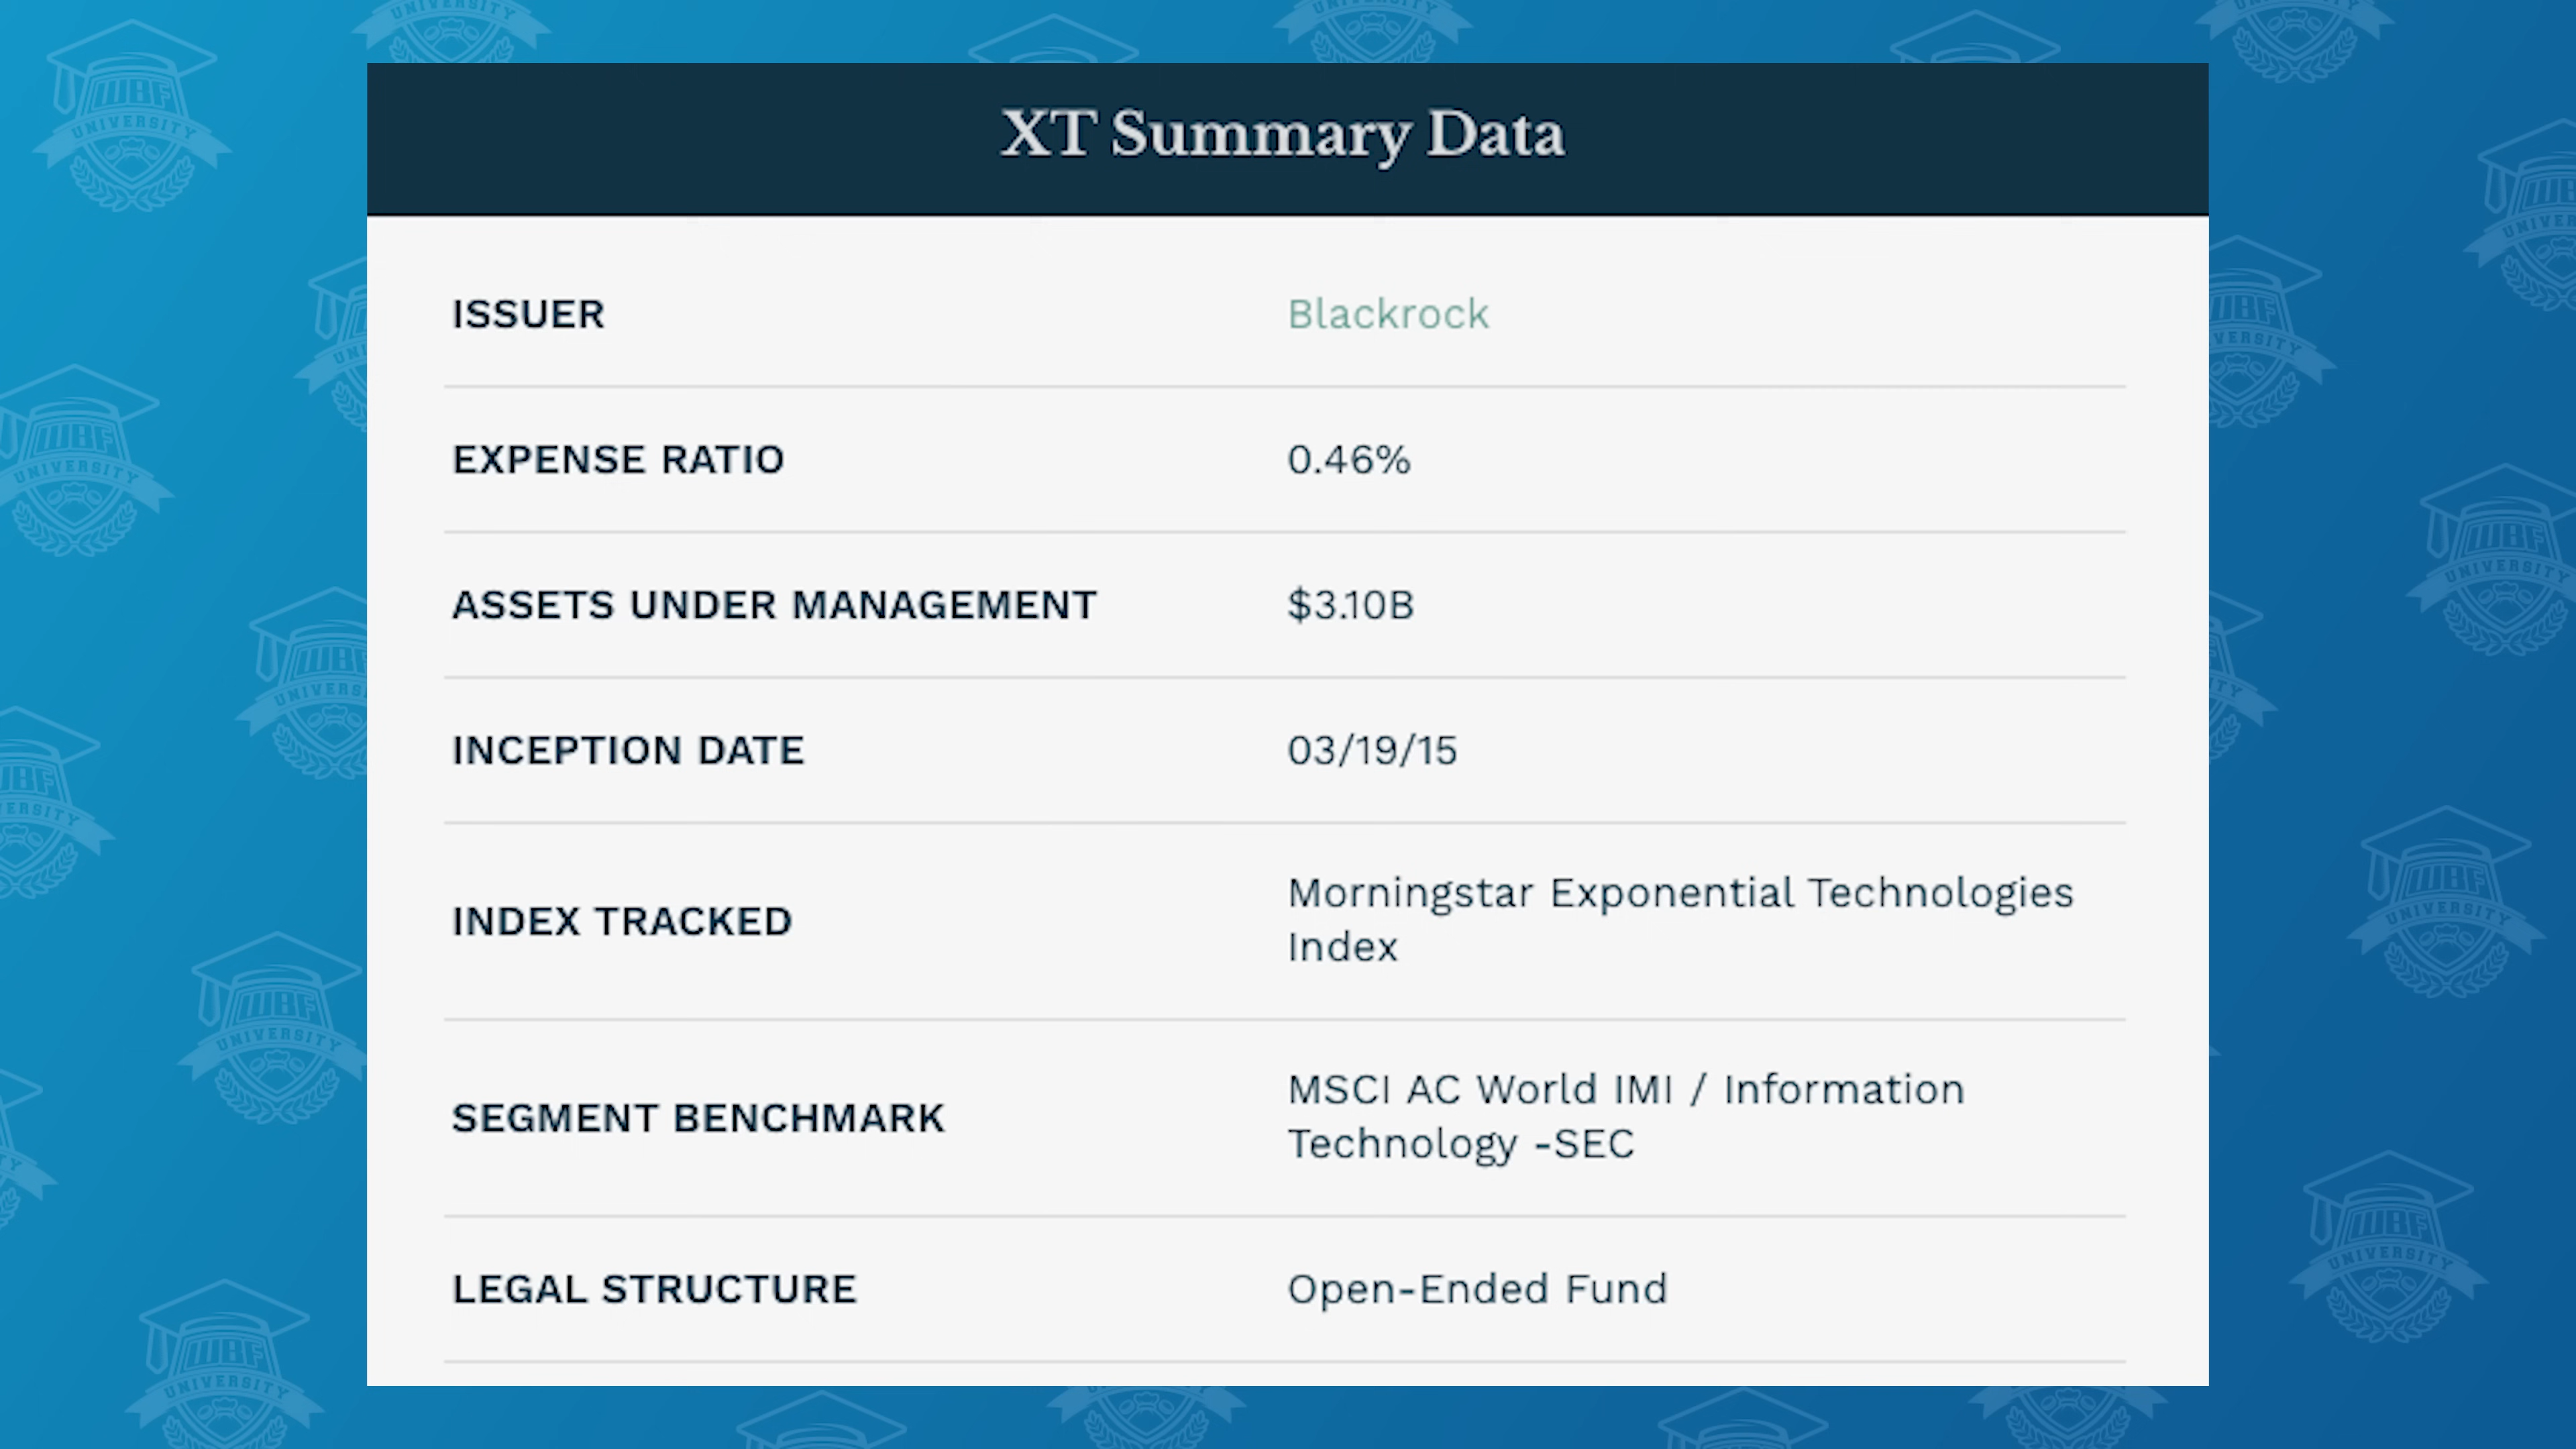 XT Summary Data
ISSUER Blackrock
EXPENSE RATIO 0.46%
ASSETS UNDER MANAGEMENT $3.10B
INCEPTION DATE 03/19/15
INDEX TRACKED Morningstar Exponential Technologies
Index
SEGMENT BENCHMARK MSCI AC World IMI / Information
Technology -SEC
LEGAL STRUCTURE Open-Ended Fund
WBF
UNIVERSITY